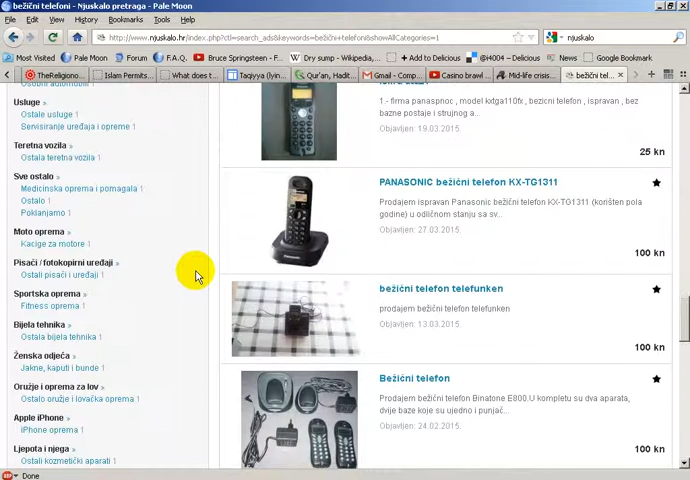 bežični telefoni - Njuskalo pretraga - Pale Moon
File Edit View History Bookmarks Tools Help
http://www.njuskalo.hr/index.php?ctl=search_ads&keywords=bežični+telefoni&showAllCategories=1
njuskalo
Most Visited Pale Moon Forum F.A.Q. Bruce Springsteen - F... Dry sump - Wikipedia,... Add to Delicious @H004 – Delicious Google Bookmark
TheReligiono... Islam Permits... What does t... Taqiyya (lyin... Qur'an, Hadit... Gmail - Comp... Casino brawl ... Mid-life crisis... bežični tel...
Osobni automobili 1
Usluge »
Ostale usluge 1
Servisiranje uređaja i opreme 1
Teretna vozila »
Ostala teretna vozila 1
Sve ostalo »
Medicinska oprema i pomagala 1
Ostalo 1
Poklanjamo 1
Moto oprema »
Kacige za motore 1
Pisači / fotokopirni uređaji »
Ostali pisači i uređaji 1
Sportska oprema »
Fitness oprema 1
Bijela tehnika »
Ostala bijela tehnika 1
Ženska odjeća »
Jakne, kaputi i bunde 1
Oružje i oprema za lov »
Ostalo oružje i lovačka oprema 1
Apple iPhone »
iPhone oprema 1
Ljepota i njega »
Ostali kozmetički aparati 1
1.- firma panaspnoc , model kxtga110fx , bezicni telefon , ispravan , bez
bazne postaje i strujnog a...
Objavljen: 19.03.2015.
25 kn
PANASONIC bežični telefon KX-TG1311
Prodajem ispravan Panasonic bežični telefon KX-TG1311 (korišten pola
godine) u odličnom stanju sa sv...
Objavljen: 27.03.2015.
100 kn
bežični telefon telefunken
prodajem bežični telefon telefunken
Objavljen: 13.03.2015.
100 kn
Bežični telefon
Prodajem bežični telefon Binatone E800.U kompletu su dva aparata,
dvije baze koje su ujedno i punjač...
Objavljen: 24.02.2015.
100 kn
Done